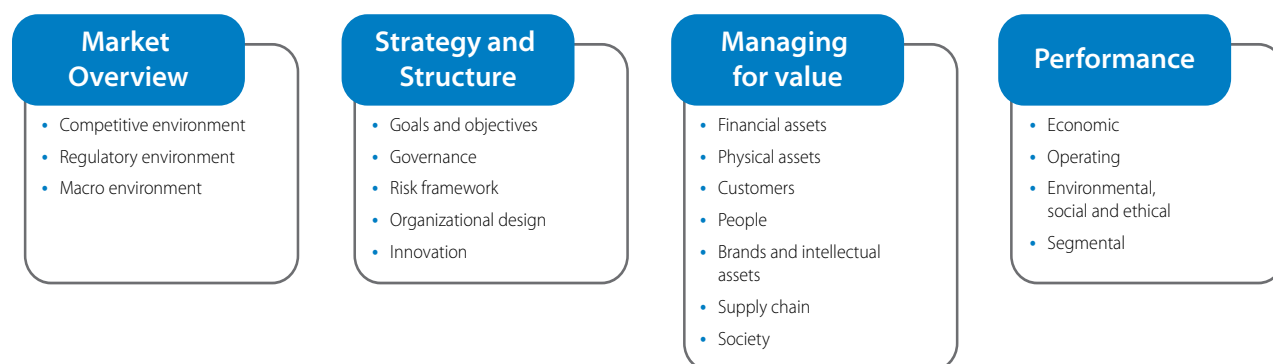 Market
Overview
• Competitive environment
• Regulatory environment
• Macro environment
Strategy and
Structure
• Goals and objectives
• Governance
• Risk framework
• Organizational design
• Innovation
Managing
for value
• Financial assets
• Physical assets
• Customers
• People
• Brands and intellectual
assets
• Supply chain
• Society
Performance
• Economic
• Operating
• Environmental,
social and ethical
• Segmental